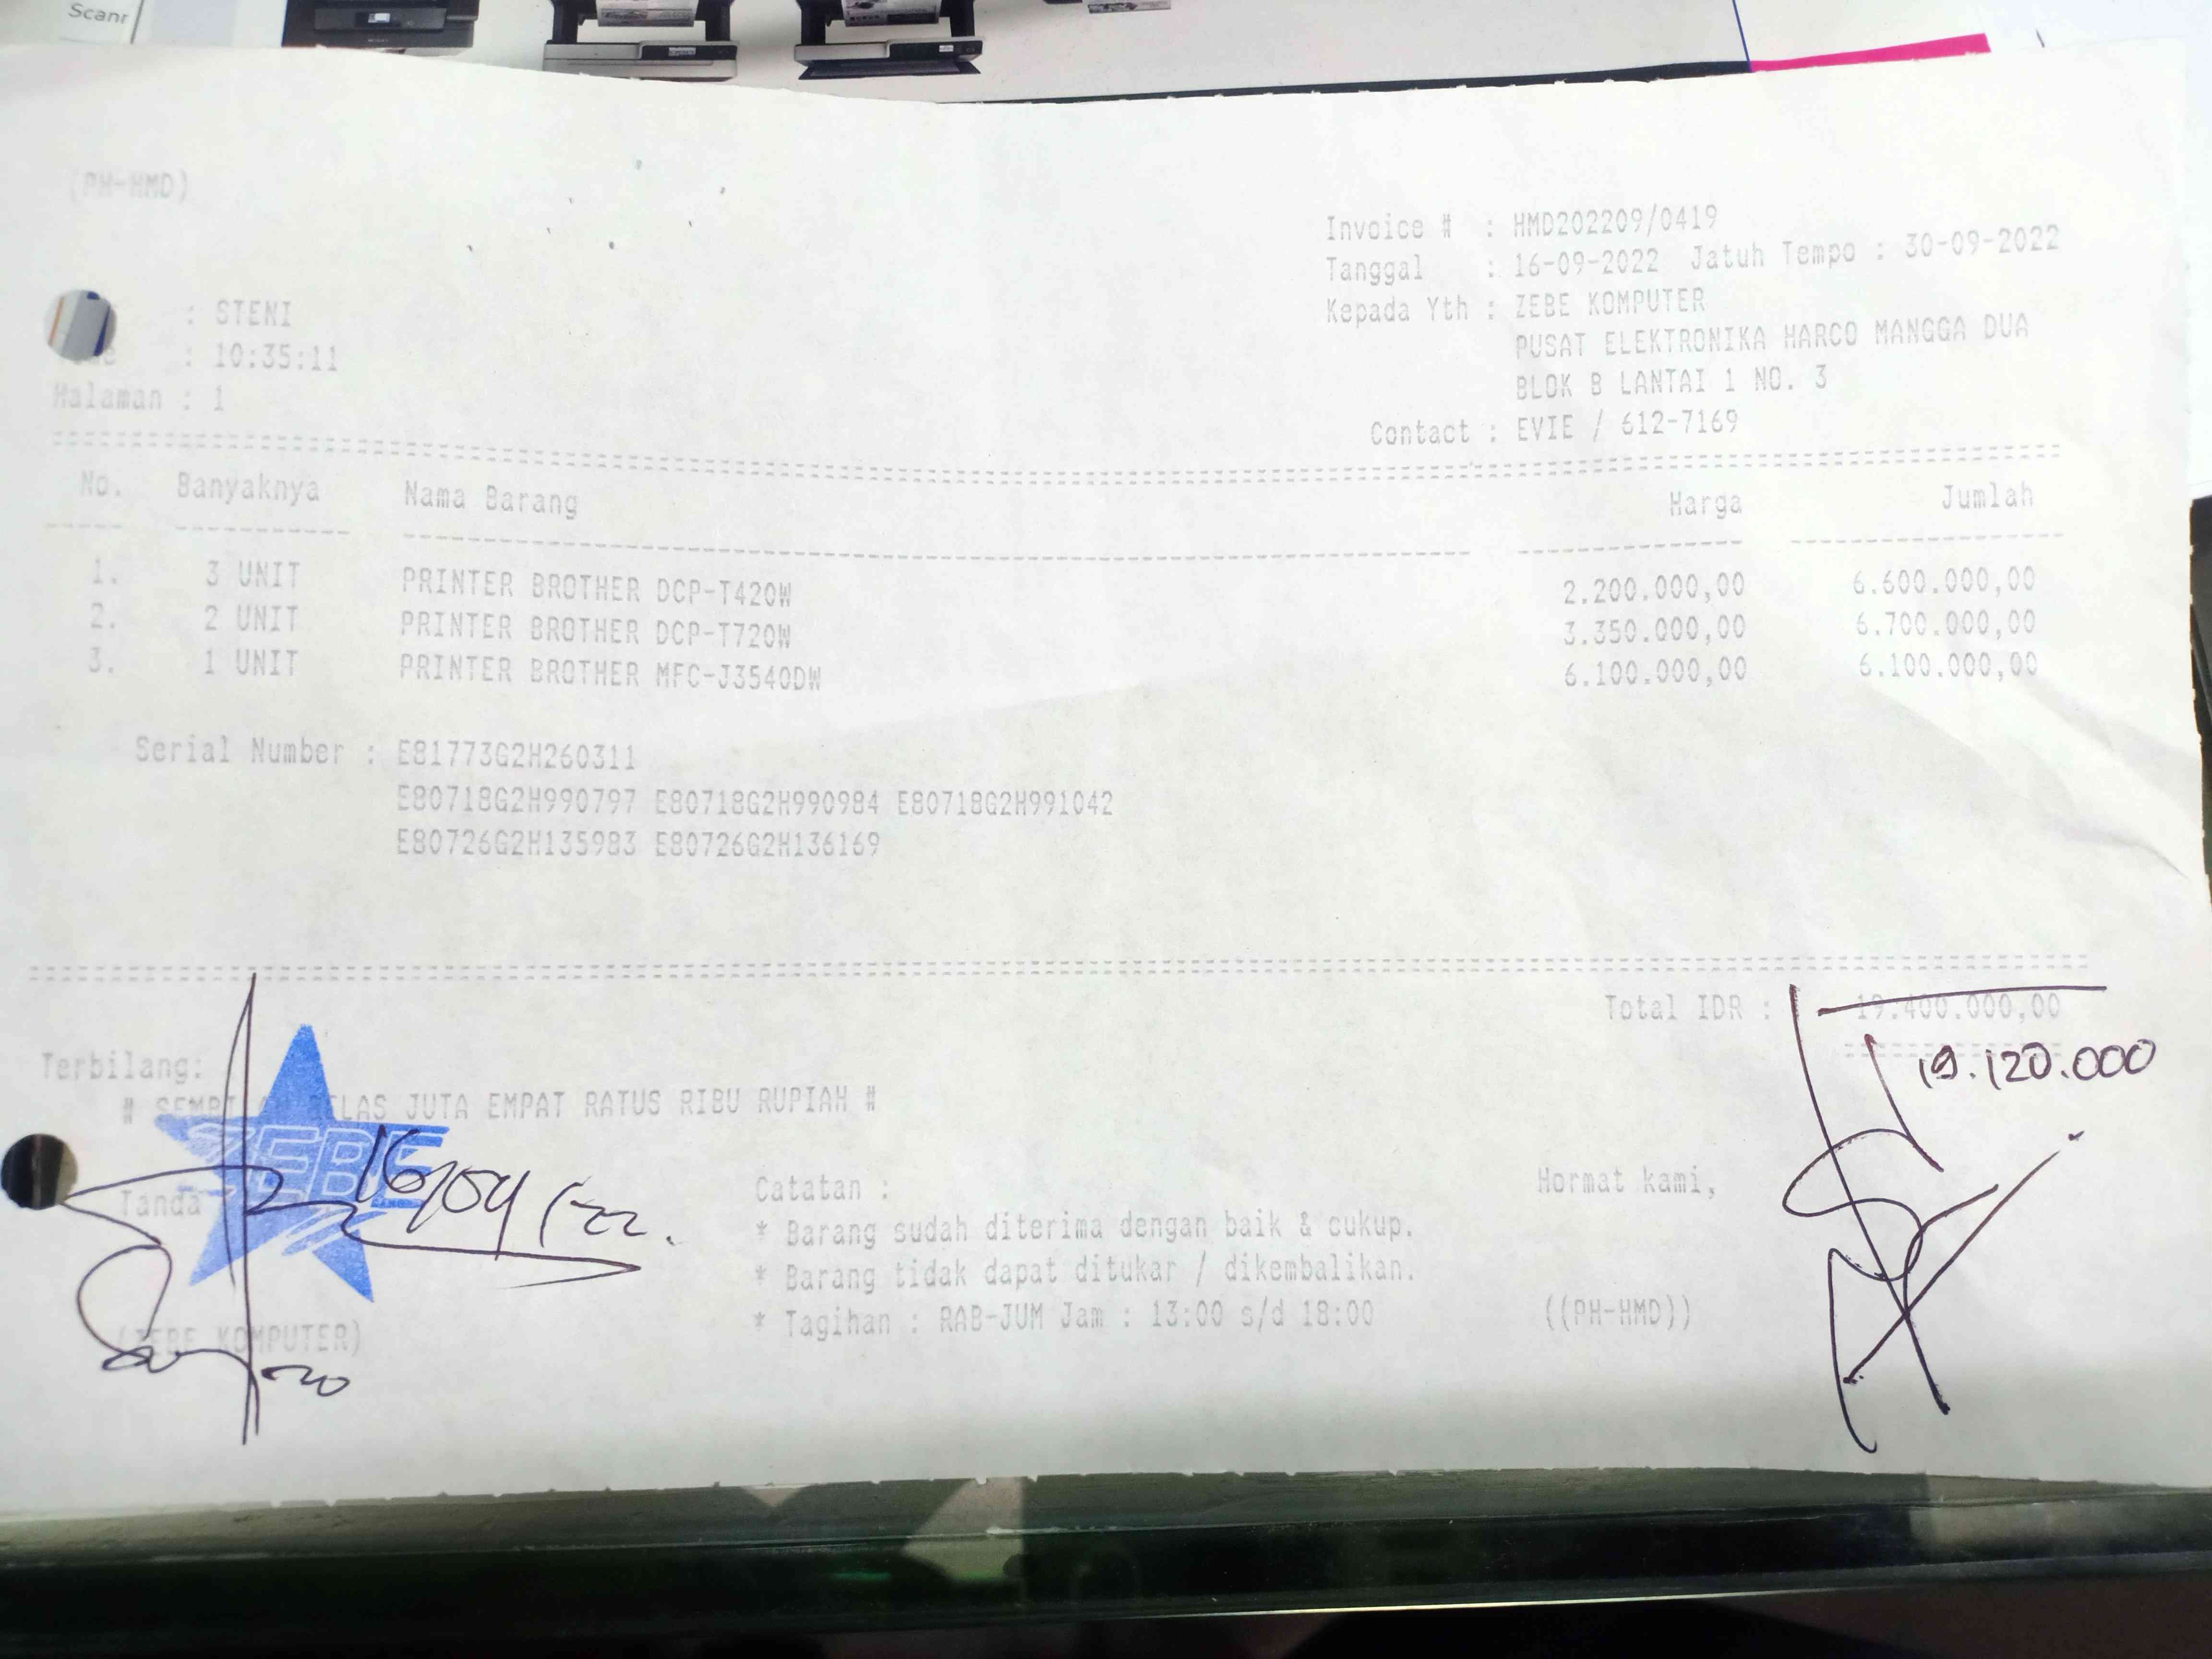 Scanr
(PH-HMD)
Invoice # : HMD202209/0419
Tanggal : 16-09-2022 Jatuh Tempo : 30-09-2022
Kepada Yth : ZEBE KOMPUTER
PUSAT ELEKTRONIKA HARCO MANGGA DUA
BLOK B LANTAI 1 NO. 3
Contact : EVIE / 612-7169
: STENI
: 10:35:11
Halaman : 1
No. Banyaknya Nama Barang Harga Jumlah
1. 3 UNIT PRINTER BROTHER DCP-T420W 2.200.000,00 6.600.000,00
2. 2 UNIT PRINTER BROTHER DCP-T720W 3.350.000,00 6.700.000,00
3. 1 UNIT PRINTER BROTHER MFC-J3540DW 6.100.000,00 6.100.000,00
Serial Number : E81773G2H260311
E80718G2H990797 E80718G2H990984 E80718G2H991042
E80726G2H135983 E80726G2H136169
Total IDR : 19.400.000,00
19.120.000
Terbilang:
# SEMBILAN BELAS JUTA EMPAT RATUS RIBU RUPIAH #
ZEBE
Tanda
Catatan :
* Barang sudah diterima dengan baik & cukup.
* Barang tidak dapat ditukar / dikembalikan.
* Tagihan : RAB-JUM Jam : 13:00 s/d 18:00
(ZEBE KOMPUTER)
Hormat kami,
((PH-HMD))